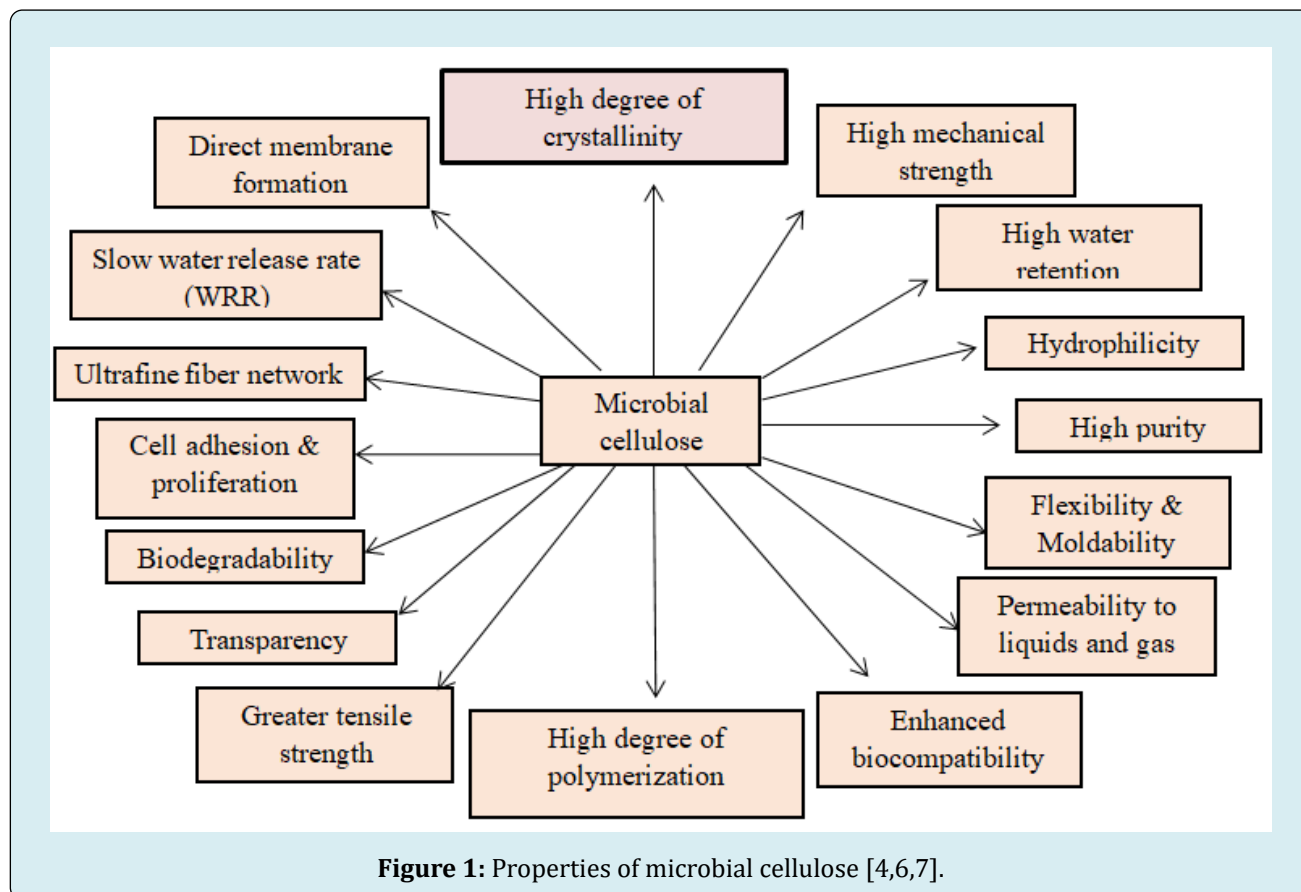 High degree of
crystallinity
High mechanical
strength
Direct membrane
formation
High water
retention
Slow water release rate
(WRR)
Hydrophilicity
Ultrafine fiber network
Microbial
cellulose
High purity
Cell adhesion &
proliferation
Flexibility &
Moldability
Biodegradability
Permeability to
liquids and gas
Transparency
Greater tensile
strength
High degree of
polymerization
Enhanced
biocompatibility
Figure 1: Properties of microbial cellulose [4,6,7].